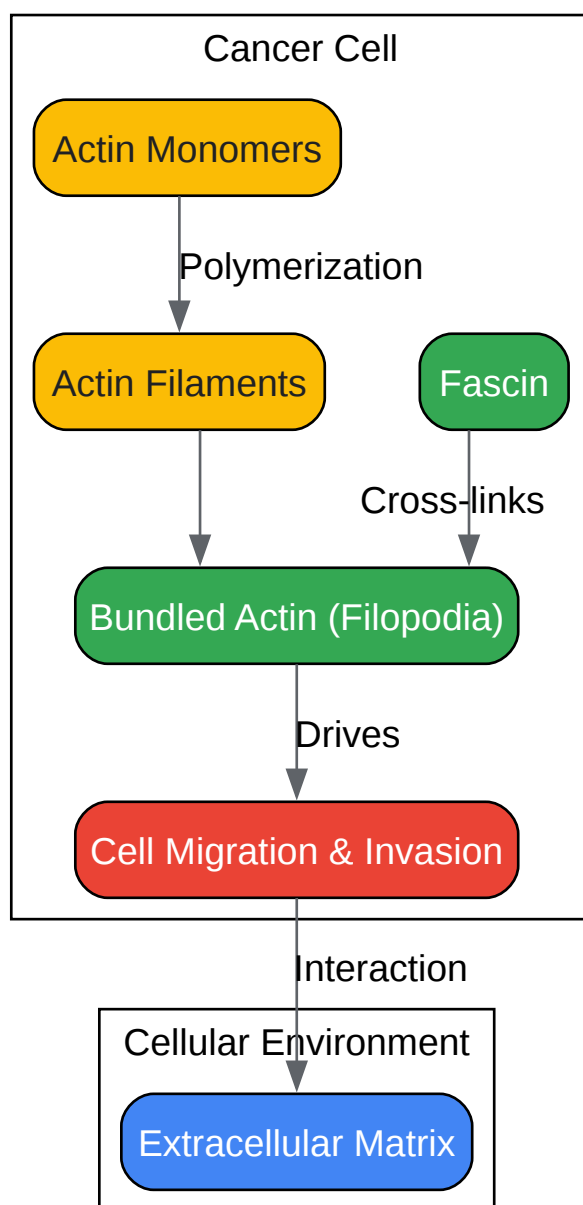 Cancer Cell
Actin Monomers
Polymerization
Actin Filaments
Fascin
Cross-links
Bundled Actin (Filopodia)
Drives
Cell Migration & Invasion
Interaction
Cellular Environment
Extracellular Matrix